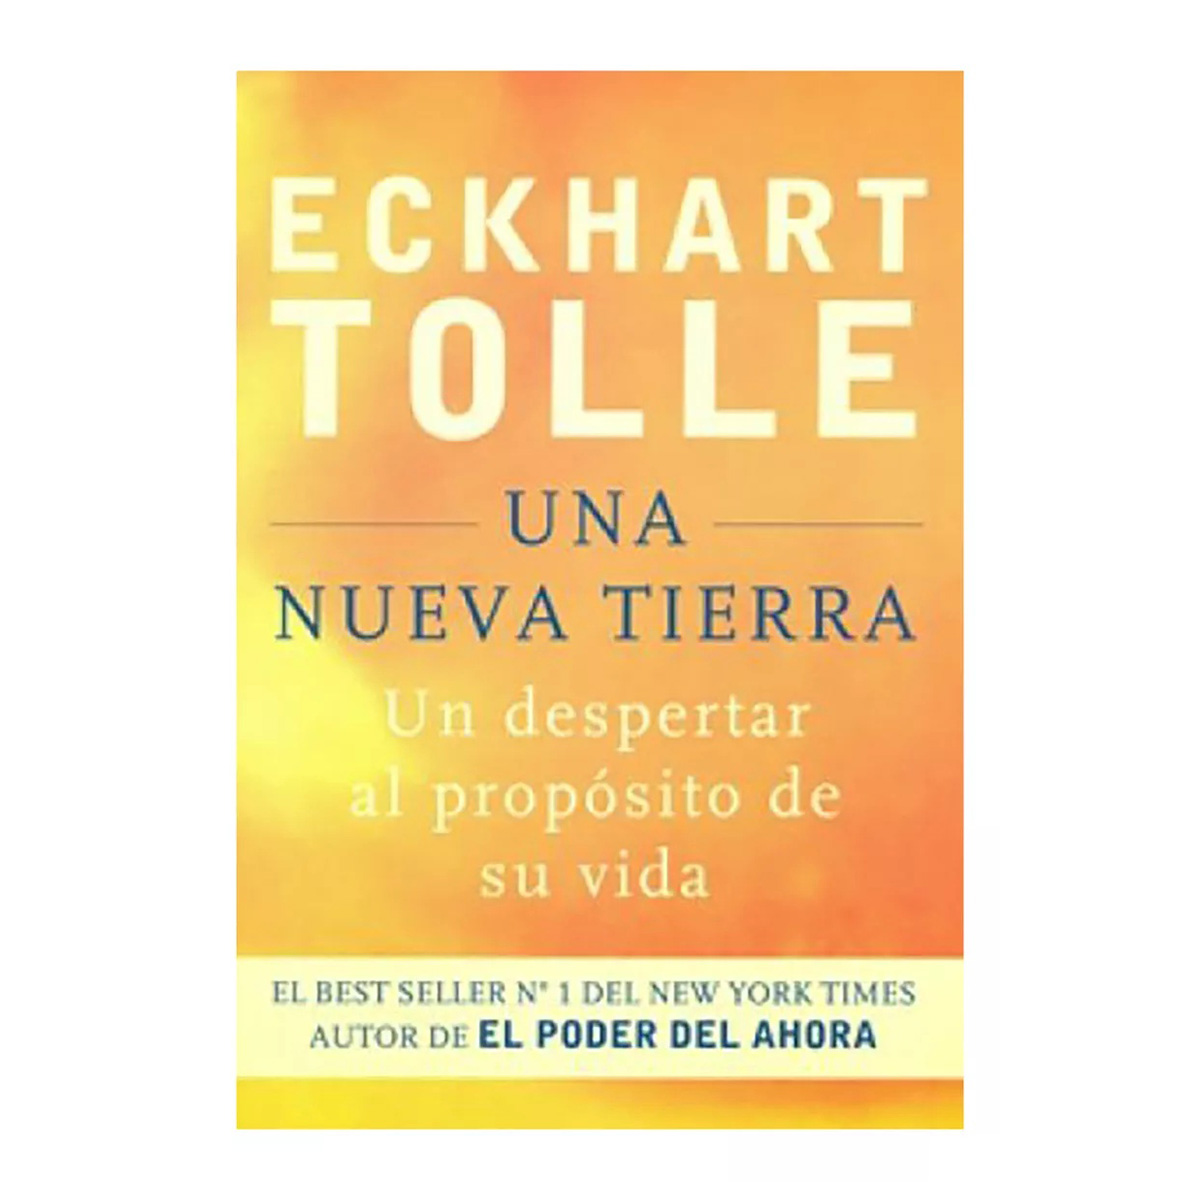 ECKHART
TOLLE
UNA
NUEVA TIERRA
Un despertar
al propósito de
su vida
EL BEST SELLER N° 1 DEL NEW YORK TIMES
AUTOR DE EL PODER DEL AHORA